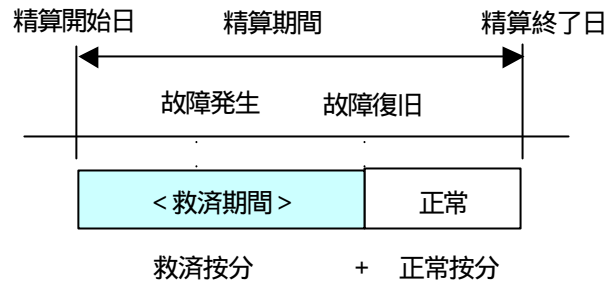 精算開始日 精算期間 精算終了日
故障発生 故障復旧
<救済期間> 正常
救済按分 + 正常按分